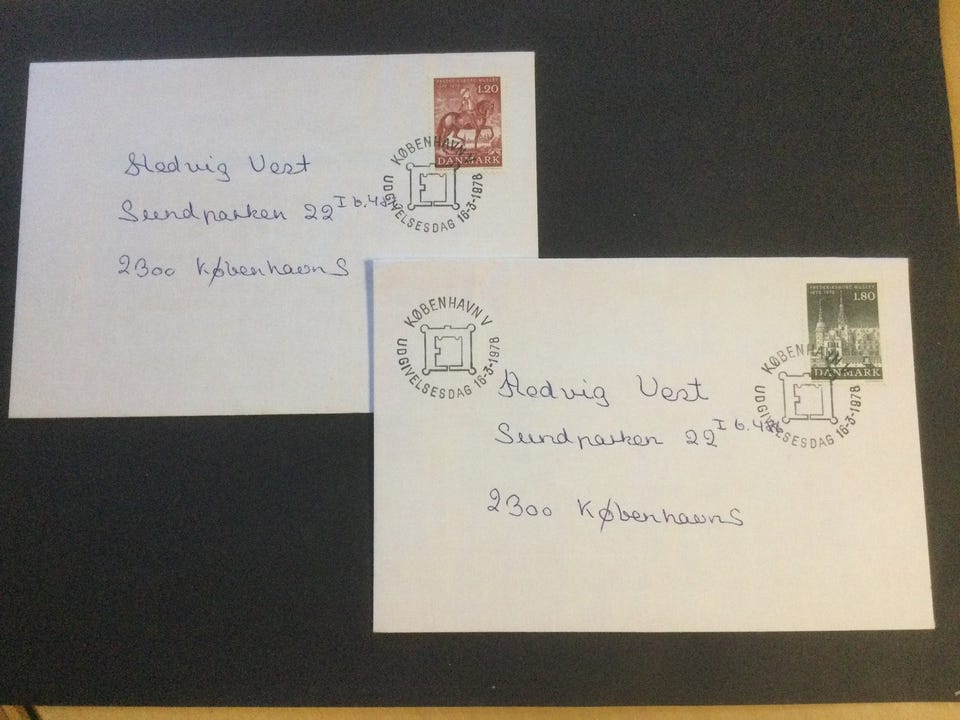 FREDERIKSBORG MUSEET
1.20
DANMARK
KØBENHAVN V
UDGIVELSESDAG 16-3-1978
Hedvig Vest
Sundparken 22 I b.
2300 København S
FREDERIKSBORG MUSEET
1878 1978
1.80
DANMARK
KØBENHAVN V
UDGIVELSESDAG 16-3-1978
KØBENHAVN
UDGIVELSESDAG 16-3-1978
Hedvig Vest
Sundparken 22 I b.
2300 København S